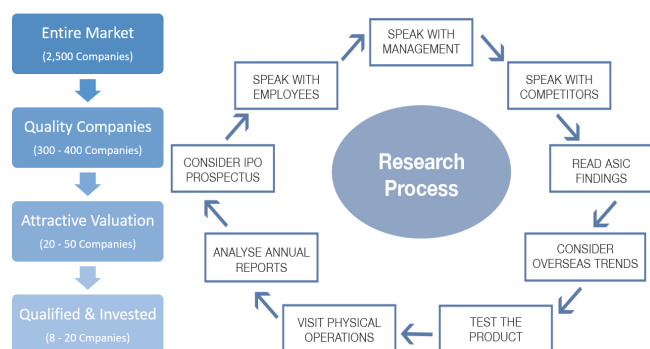 Entire Market
(2,500 Companies)
Quality Companies
(300 - 400 Companies)
Attractive Valuation
(20 - 50 Companies)
Qualified & Invested
(8 - 20 Cmpanies)
Research
Process
SPEAK WITH
MANAGEMENT
SPEAK WITH
COMPETITORS
READ ASIC
FINDINGS
CONSIDER
OVERSEAS TRENDS
TEST THE
PRODUCT
VISIT PHYSICAL
OPERATIONS
ANALYSE ANNUAL
REPORTS
CONSIDER IPO
PROSPECTUS
SPEAK WITH
EMPLOYEES